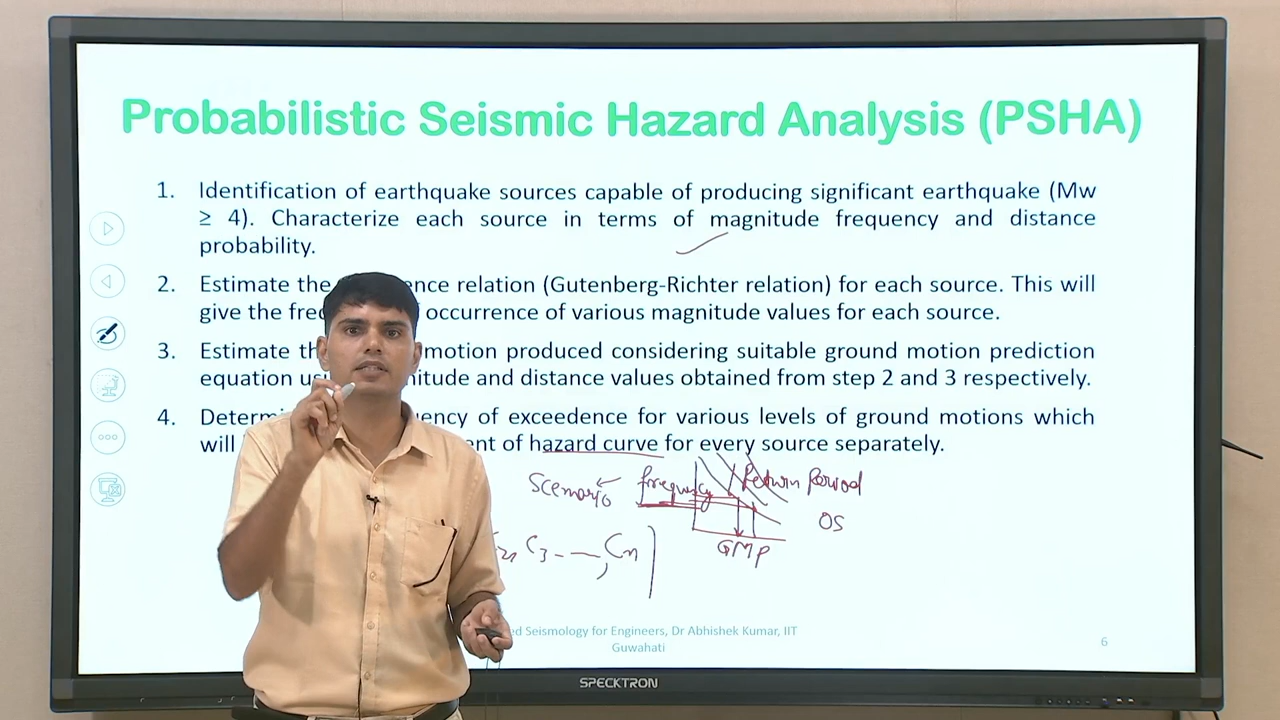 Probabilistic Seismic Hazard Analysis (PSHA)
1. Identification of earthquake sources capable of producing significant earthquake (Mw
≥ 4). Characterize each source in terms of magnitude frequency and distance
probability.
2. Estimate the ence relation (Gutenberg-Richter relation) for each source. This will
give the fre occurrence of various magnitude values for each source.
3. Estimate th motion produced considering suitable ground motion prediction
equation us nitude and distance values obtained from step 2 and 3 respectively.
4. Determi ency of exceedence for various levels of ground motions which
will nt of hazard curve for every source separately.
Scenario frequency Return Period
OS
C3 - — , Cn GMP
ed Seismology for Engineers, Dr Abhishek Kumar, IIT
Guwahati
6
SPECKTRON